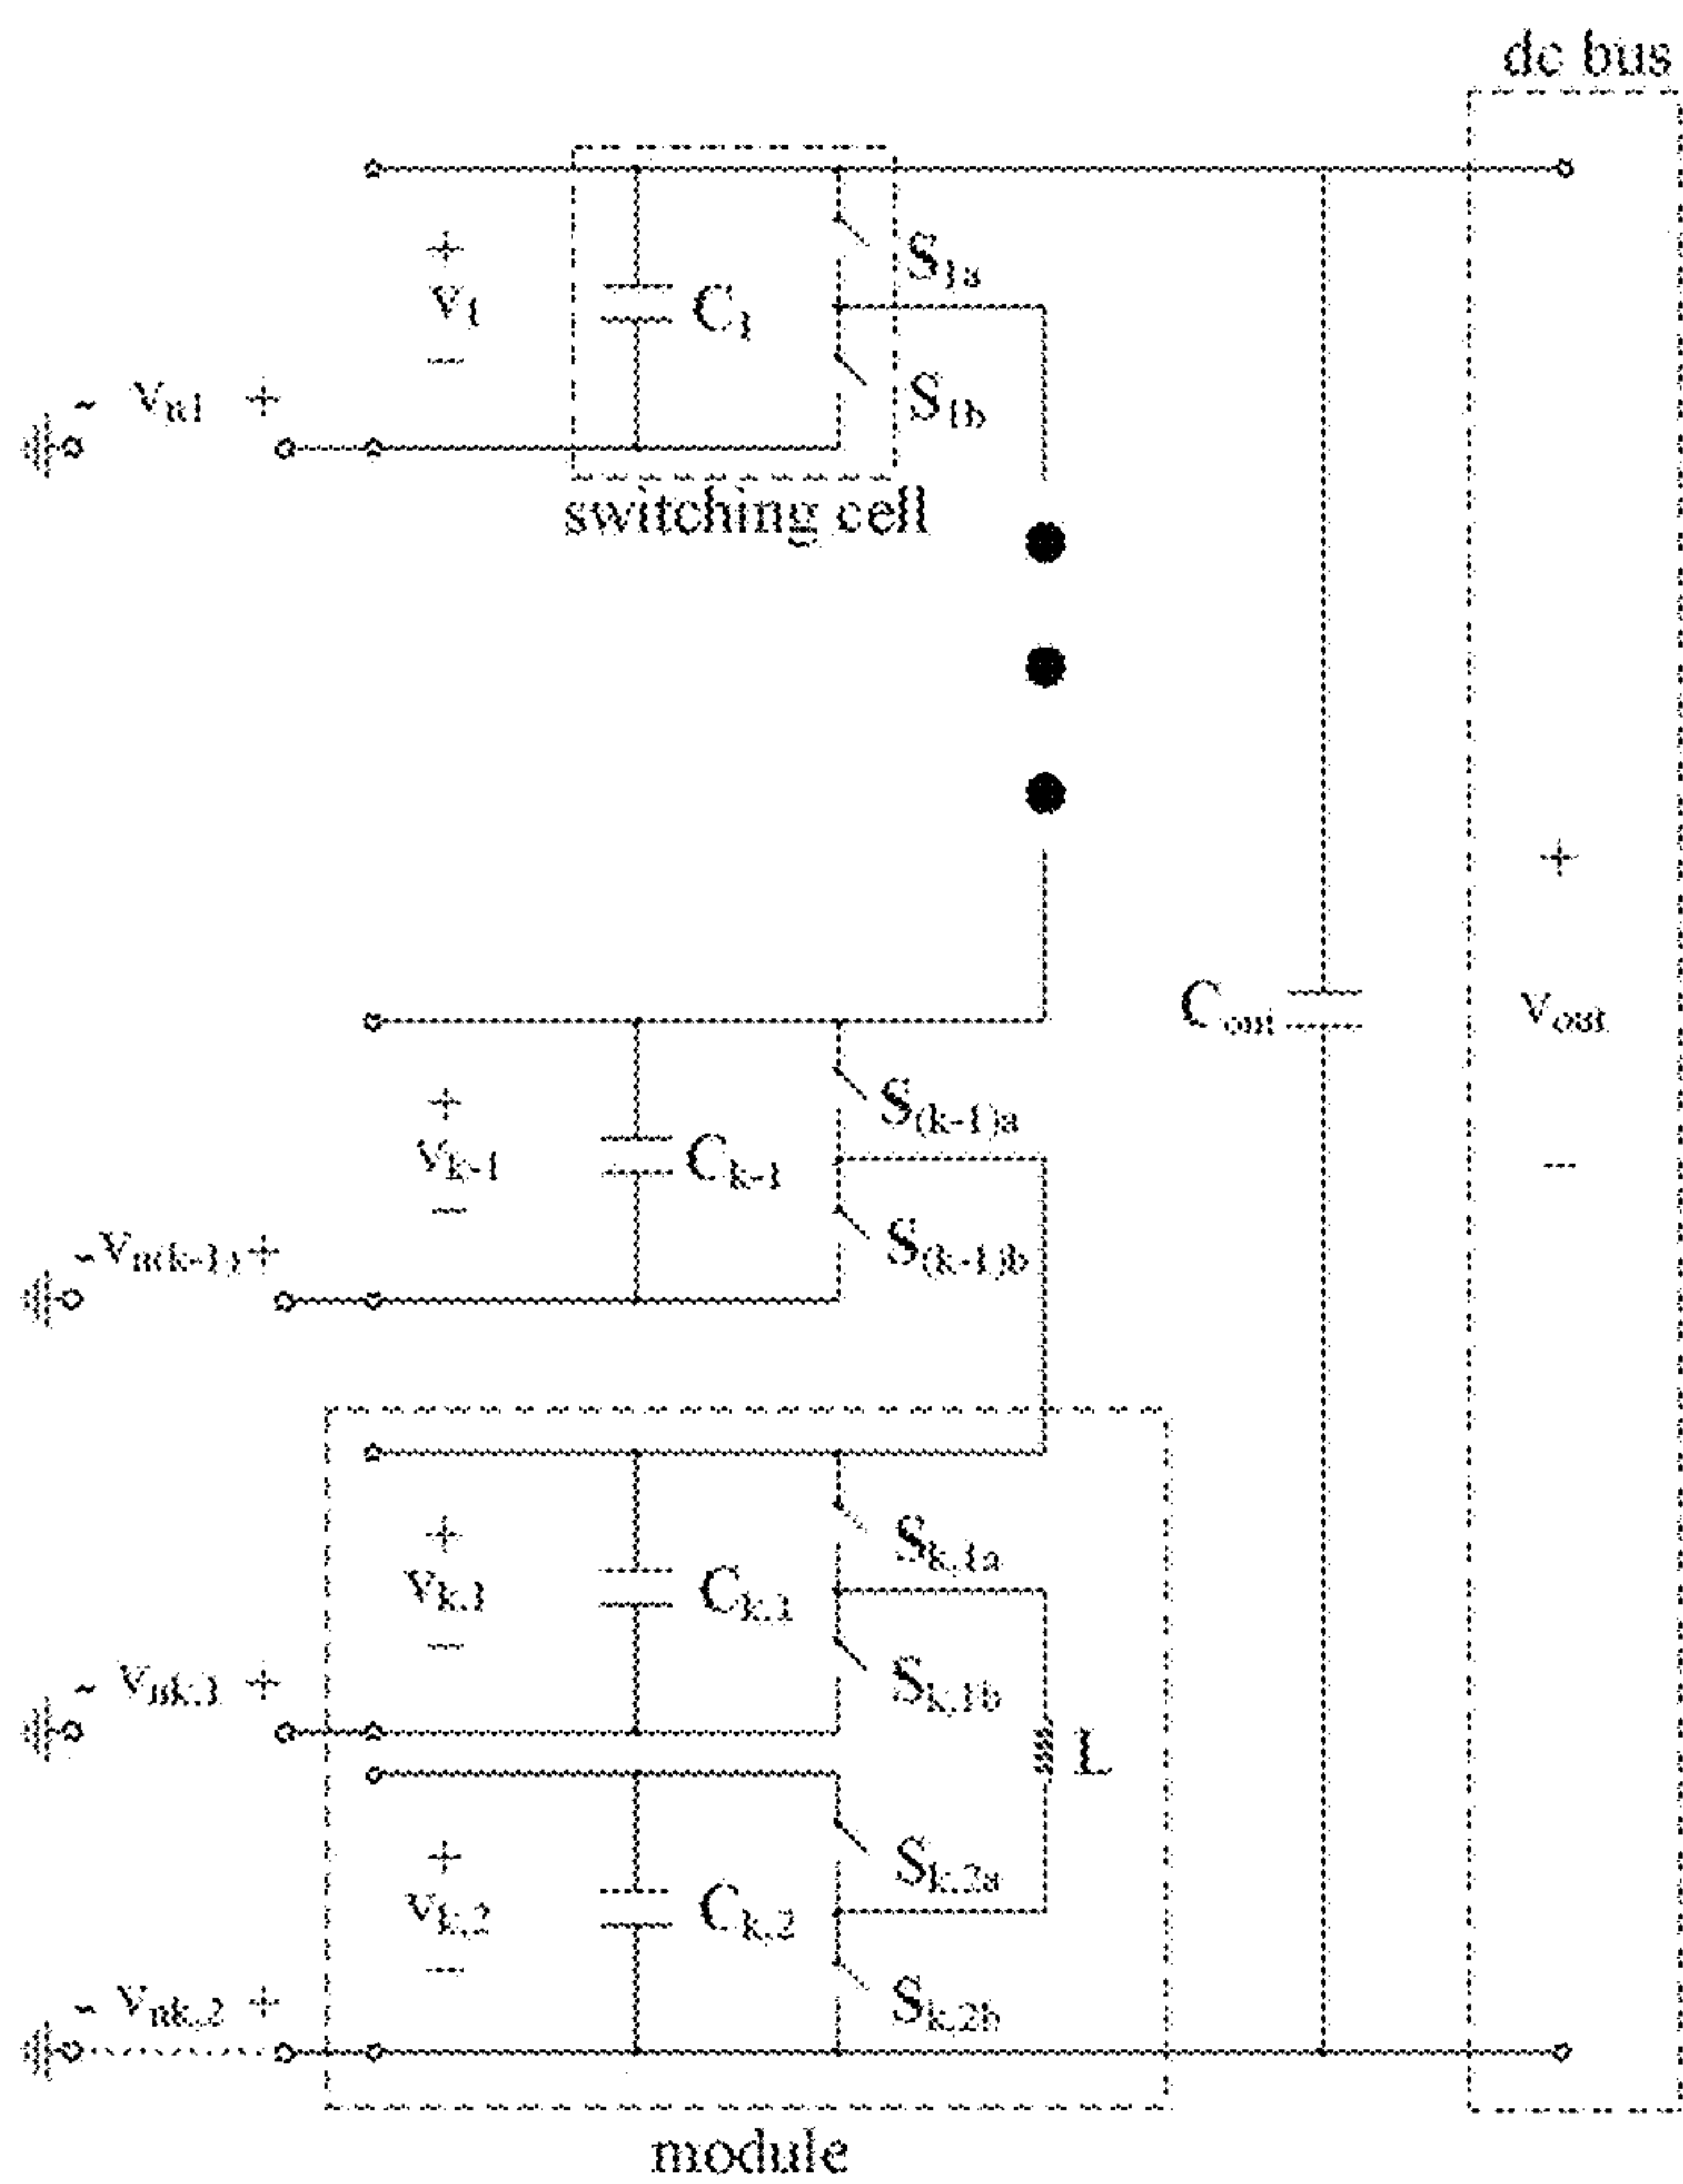 dc bus
+
v₁
−
C₁
S₁ₐ
S₁b
~ vn1 +
switching cell
+
vk-1
−
Ck-1
S(k-1)a
S(k-1)b
~ vn(k-1) +
Cout
+
vout
−
+
vk,1
−
Ck,1
Sk,1a
Sk,1b
~ vnk,1 +
L
+
vk,2
−
Ck,2
Sk,2a
Sk,2b
~ vnk,2 +
module